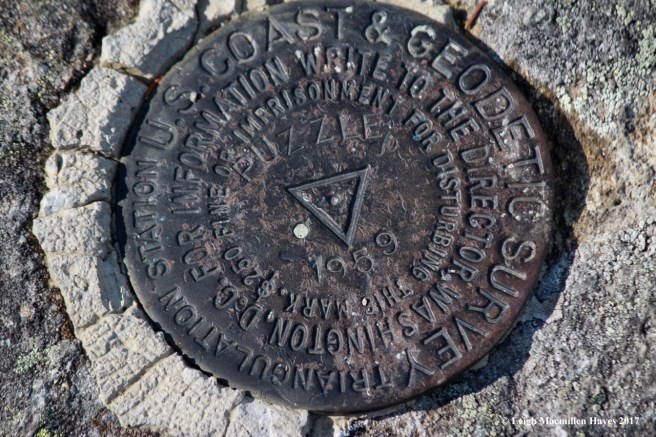 U.S. COAST & GEODETIC SURVEY TRIANGULATION STATION
FOR INFORMATION WRITE TO THE DIRECTOR, WASHINGTON D.C.
$250 FINE OR IMPRISONMENT FOR DISTURBING THIS MARK.
PUZZLE
1959
© Leigh Macmillen Hayes 2017